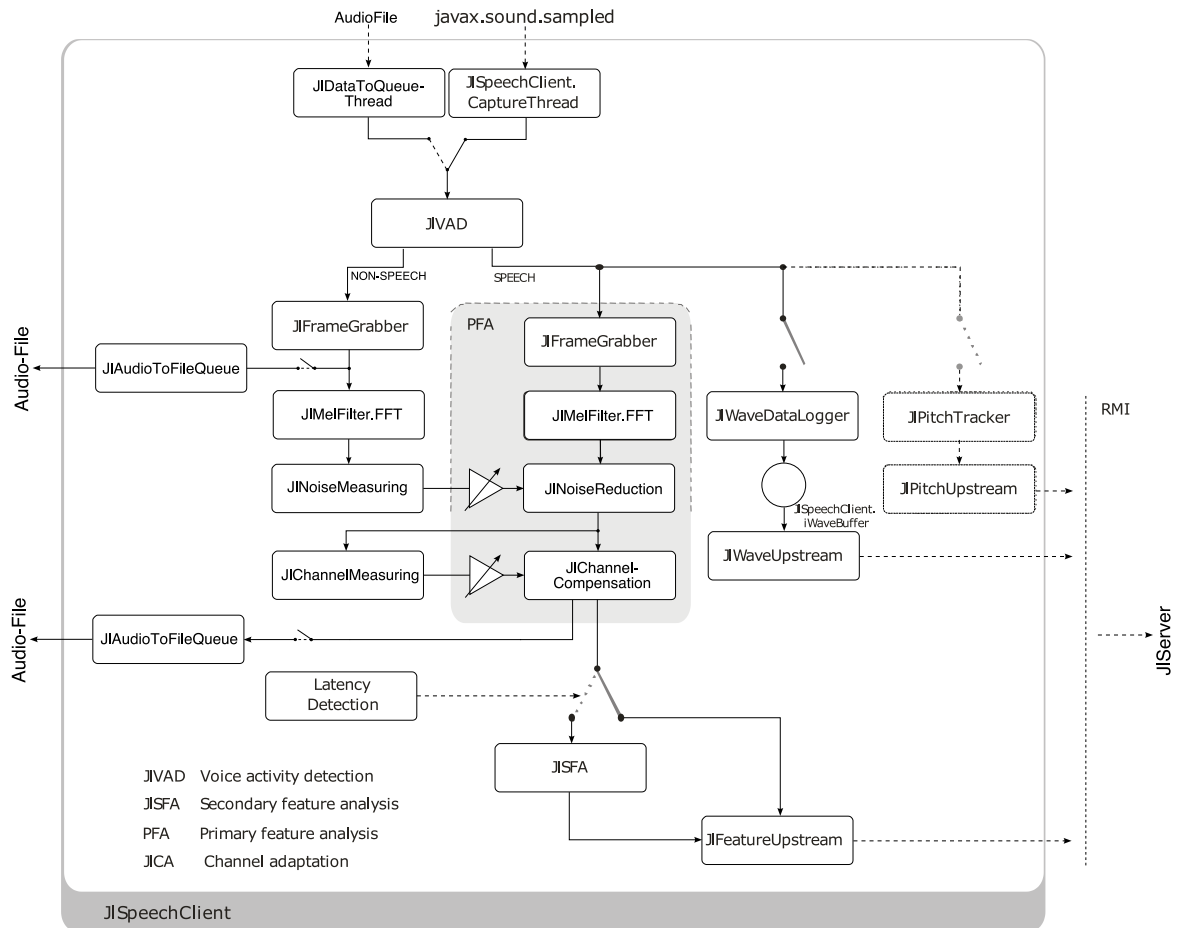 AudioFile
javax.sound.sampled
JIDataToQueue-
Thread
JISpeechClient.
CaptureThread
JIVAD
NON-SPEECH
SPEECH
JIFrameGrabber
PFA
JIFrameGrabber
Audio-File
JIAudioToFileQueue
JIMelFilter.FFT
JIMelFilter.FFT
JIWaveDataLogger
JIPitchTracker
RMI
JINoiseMeasuring
JINoiseReduction
JIPitchUpstream
JISpeechClient.
iWaveBuffer
JIWaveUpstream
JIChannelMeasuring
JIChannel-
Compensation
Audio-File
JIAudioToFileQueue
JIServer
Latency
Detection
JISFA
JIVAD Voice activity detection
JISFA Secondary feature analysis
PFA Primary feature analysis
JICA Channel adaptation
JIFeatureUpstream
JISpeechClient